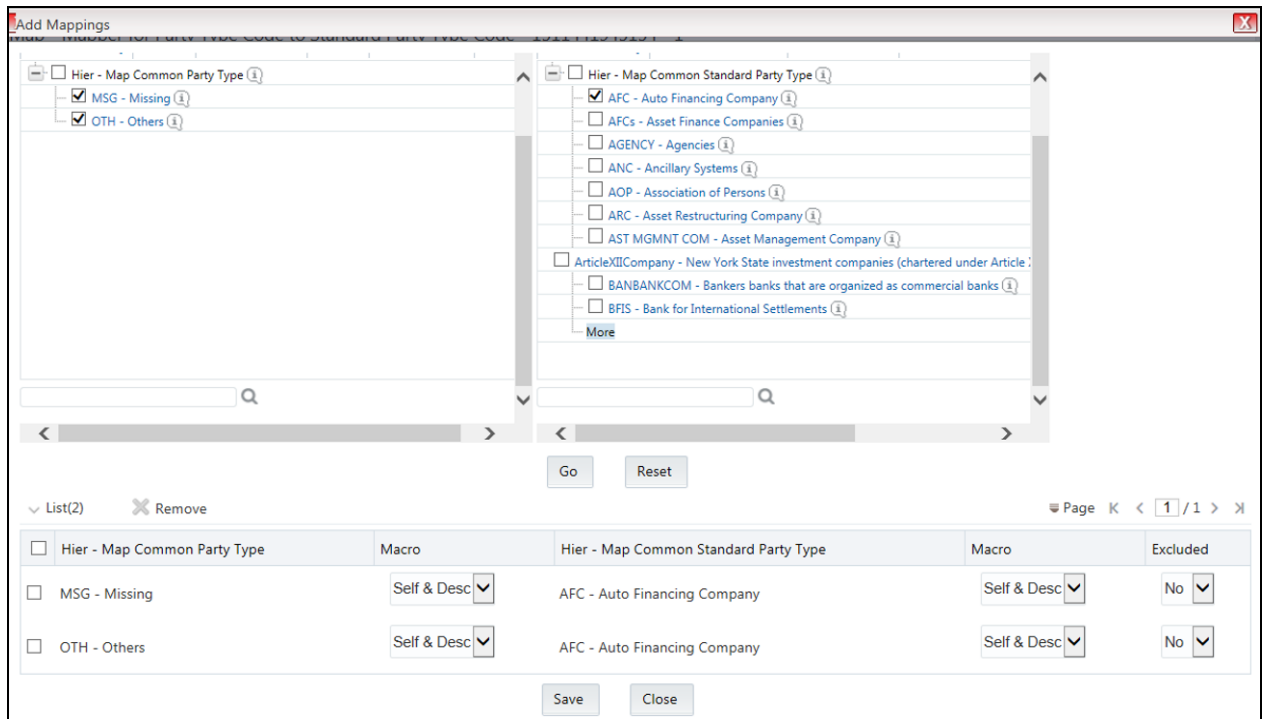 Add Mappings
X
Hier - Map Common Party Type
MSG - Missing
OTH - Others
Hier - Map Common Standard Party Type
AFC - Auto Financing Company
AFCs - Asset Finance Companies
AGENCY - Agencies
ANC - Ancillary Systems
AOP - Association of Persons
ARC - Asset Restructuring Company
AST MGMNT COM - Asset Management Company
ArticleXIICompany - New York State investment companies (chartered under Article
BANBANKCOM - Bankers banks that are organized as commercial banks
BFIS - Bank for International Settlements
More
Go Reset
List(2) Remove Page 1 / 1
Hier - Map Common Party Type Macro Hier - Map Common Standard Party Type Macro Excluded
MSG - Missing Self & Desc AFC - Auto Financing Company Self & Desc No
OTH - Others Self & Desc AFC - Auto Financing Company Self & Desc No
Save Close